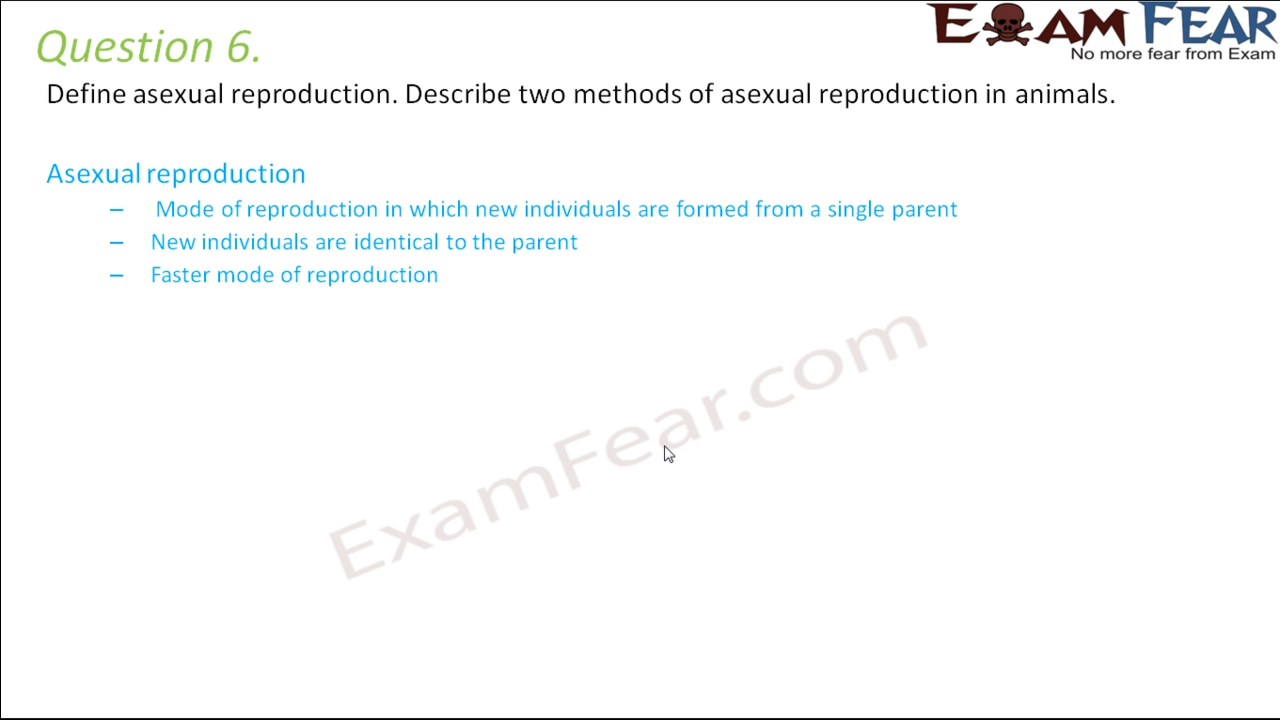 Question 6.
EXAM FEAR
No more fear from Exam
Define asexual reproduction. Describe two methods of asexual reproduction in animals.
Asexual reproduction
– Mode of reproduction in which new individuals are formed from a single parent
– New individuals are identical to the parent
– Faster mode of reproduction
ExamFear.com